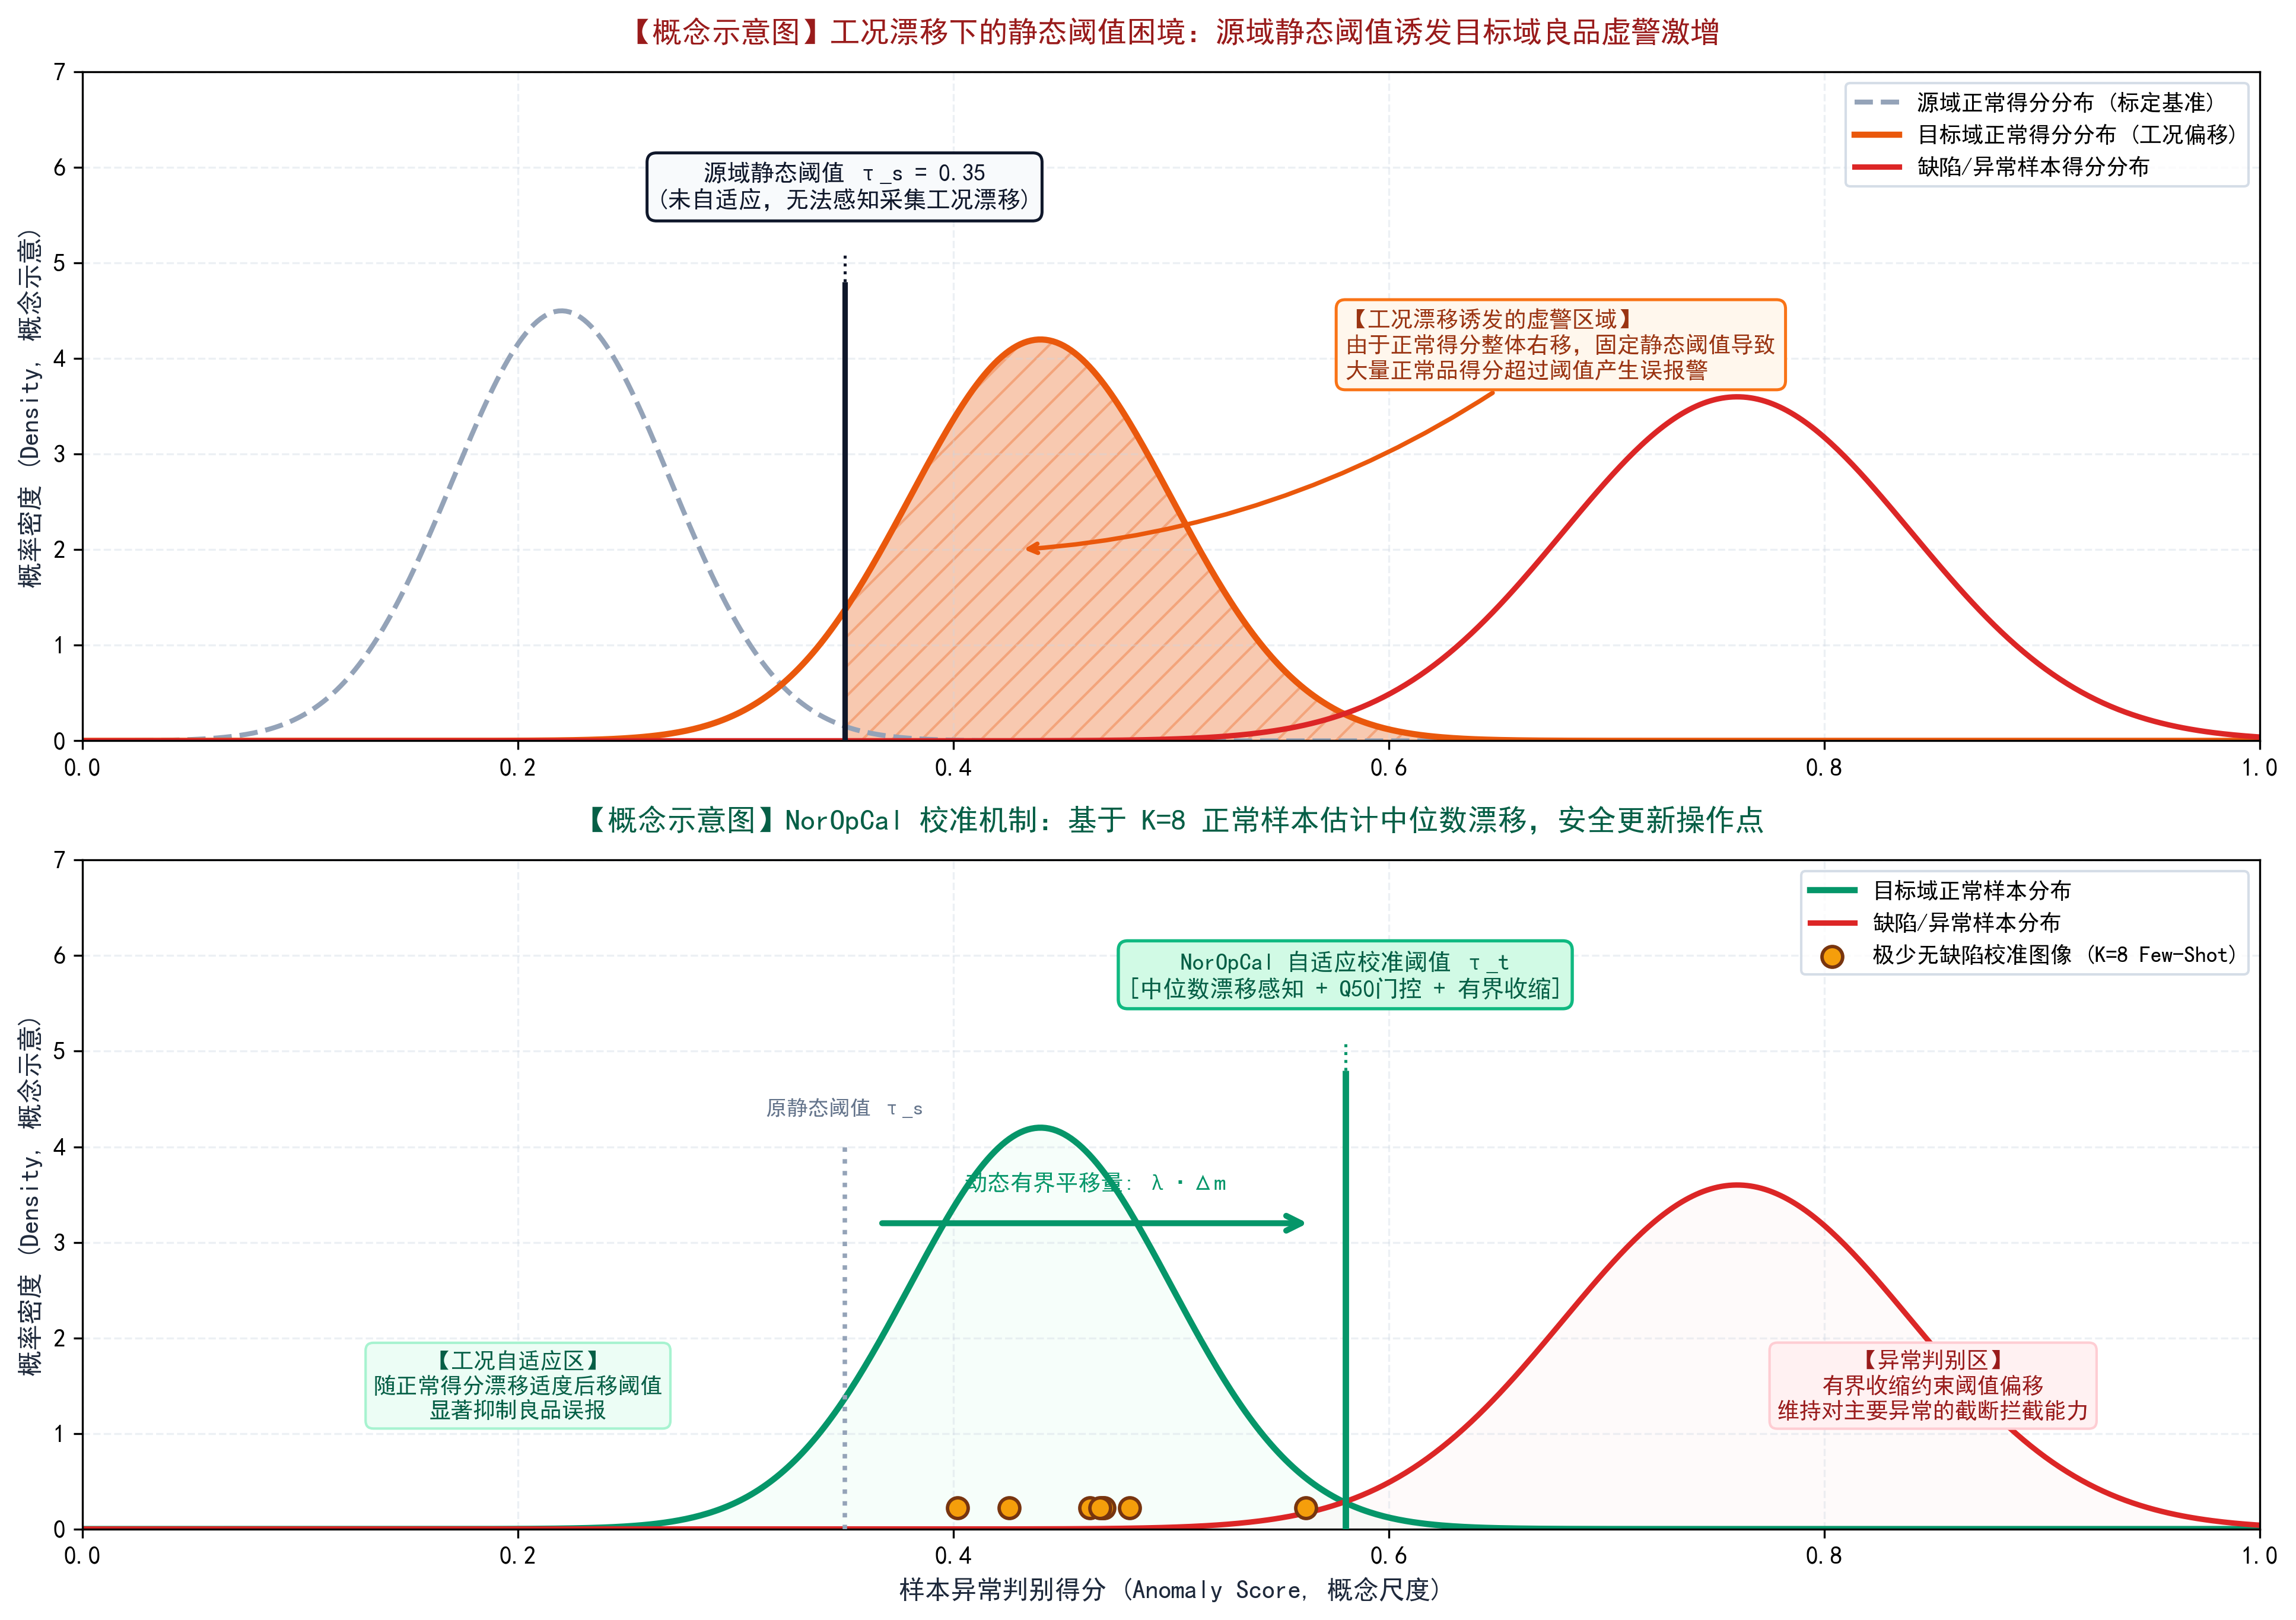 【概念示意图】工况漂移下的静态阈值困境：源域静态阈值诱发目标域良品虚警激增
概率密度 (Density, 概念示意)
7
6
5
4
3
2
1
0
源域正常得分分布 (标定基准)
目标域正常得分分布 (工况偏移)
缺陷/异常样本得分分布
源域静态阈值 τ_s = 0.35
(未自适应，无法感知采集工况漂移)
【工况漂移诱发的虚警区域】
由于正常得分整体右移，固定静态阈值导致
大量正常品得分超过阈值产生误报警
0.0 0.2 0.4 0.6 0.8 1.0
【概念示意图】NorOpCal 校准机制：基于 K=8 正常样本估计中位数漂移，安全更新操作点
概率密度 (Density, 概念示意)
7
6
5
4
3
2
1
0
目标域正常样本分布
缺陷/异常样本分布
极少无缺陷校准图像 (K=8 Few-Shot)
NorOpCal 自适应校准阈值 τ_t
[中位数漂移感知 + Q50门控 + 有界收缩]
原静态阈值 τ_s
动态有界平移量: λ·Δm
【工况自适应区】
随正常得分漂移适度后移阈值
显著抑制良品误报
【异常判别区】
有界收缩约束阈值偏移
维持对主要异常的截断拦截能力
0.0 0.2 0.4 0.6 0.8 1.0
样本异常判别得分 (Anomaly Score, 概念尺度)